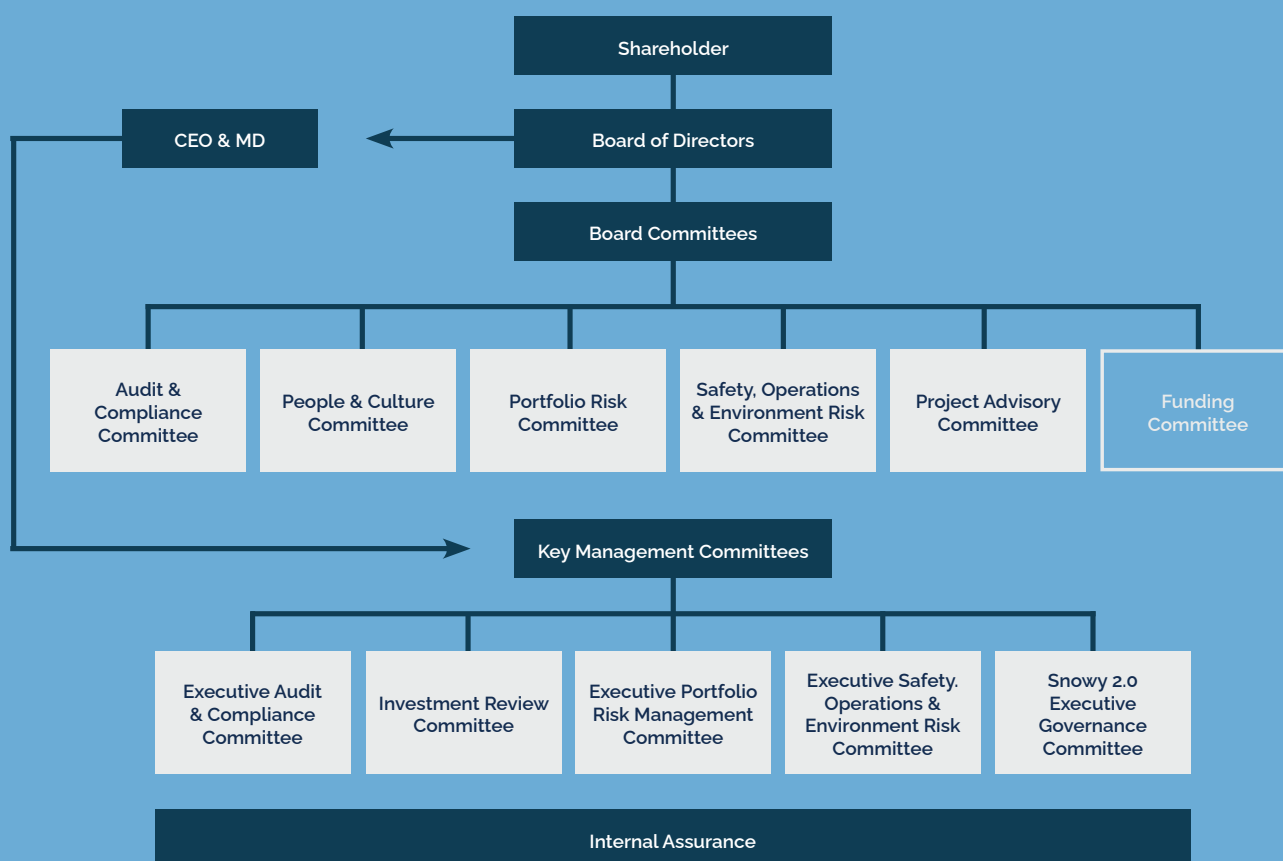 Shareholder
CEO & MD
Board of Directors
Board Committees
Audit &
Compliance
Committee
People & Culture
Committee
Portfolio Risk
Committee
Safety, Operations
& Environment Risk
Committee
Project Advisory
Committee
Funding
Committee
Key Management Committees
Executive Audit
& Compliance
Committee
Investment Review
Committee
Executive Portfolio
Risk Management
Committee
Executive Safety.
Operations &
Environment Risk
Committee
Snowy 2.0
Executive
Governance
Committee
Internal Assurance